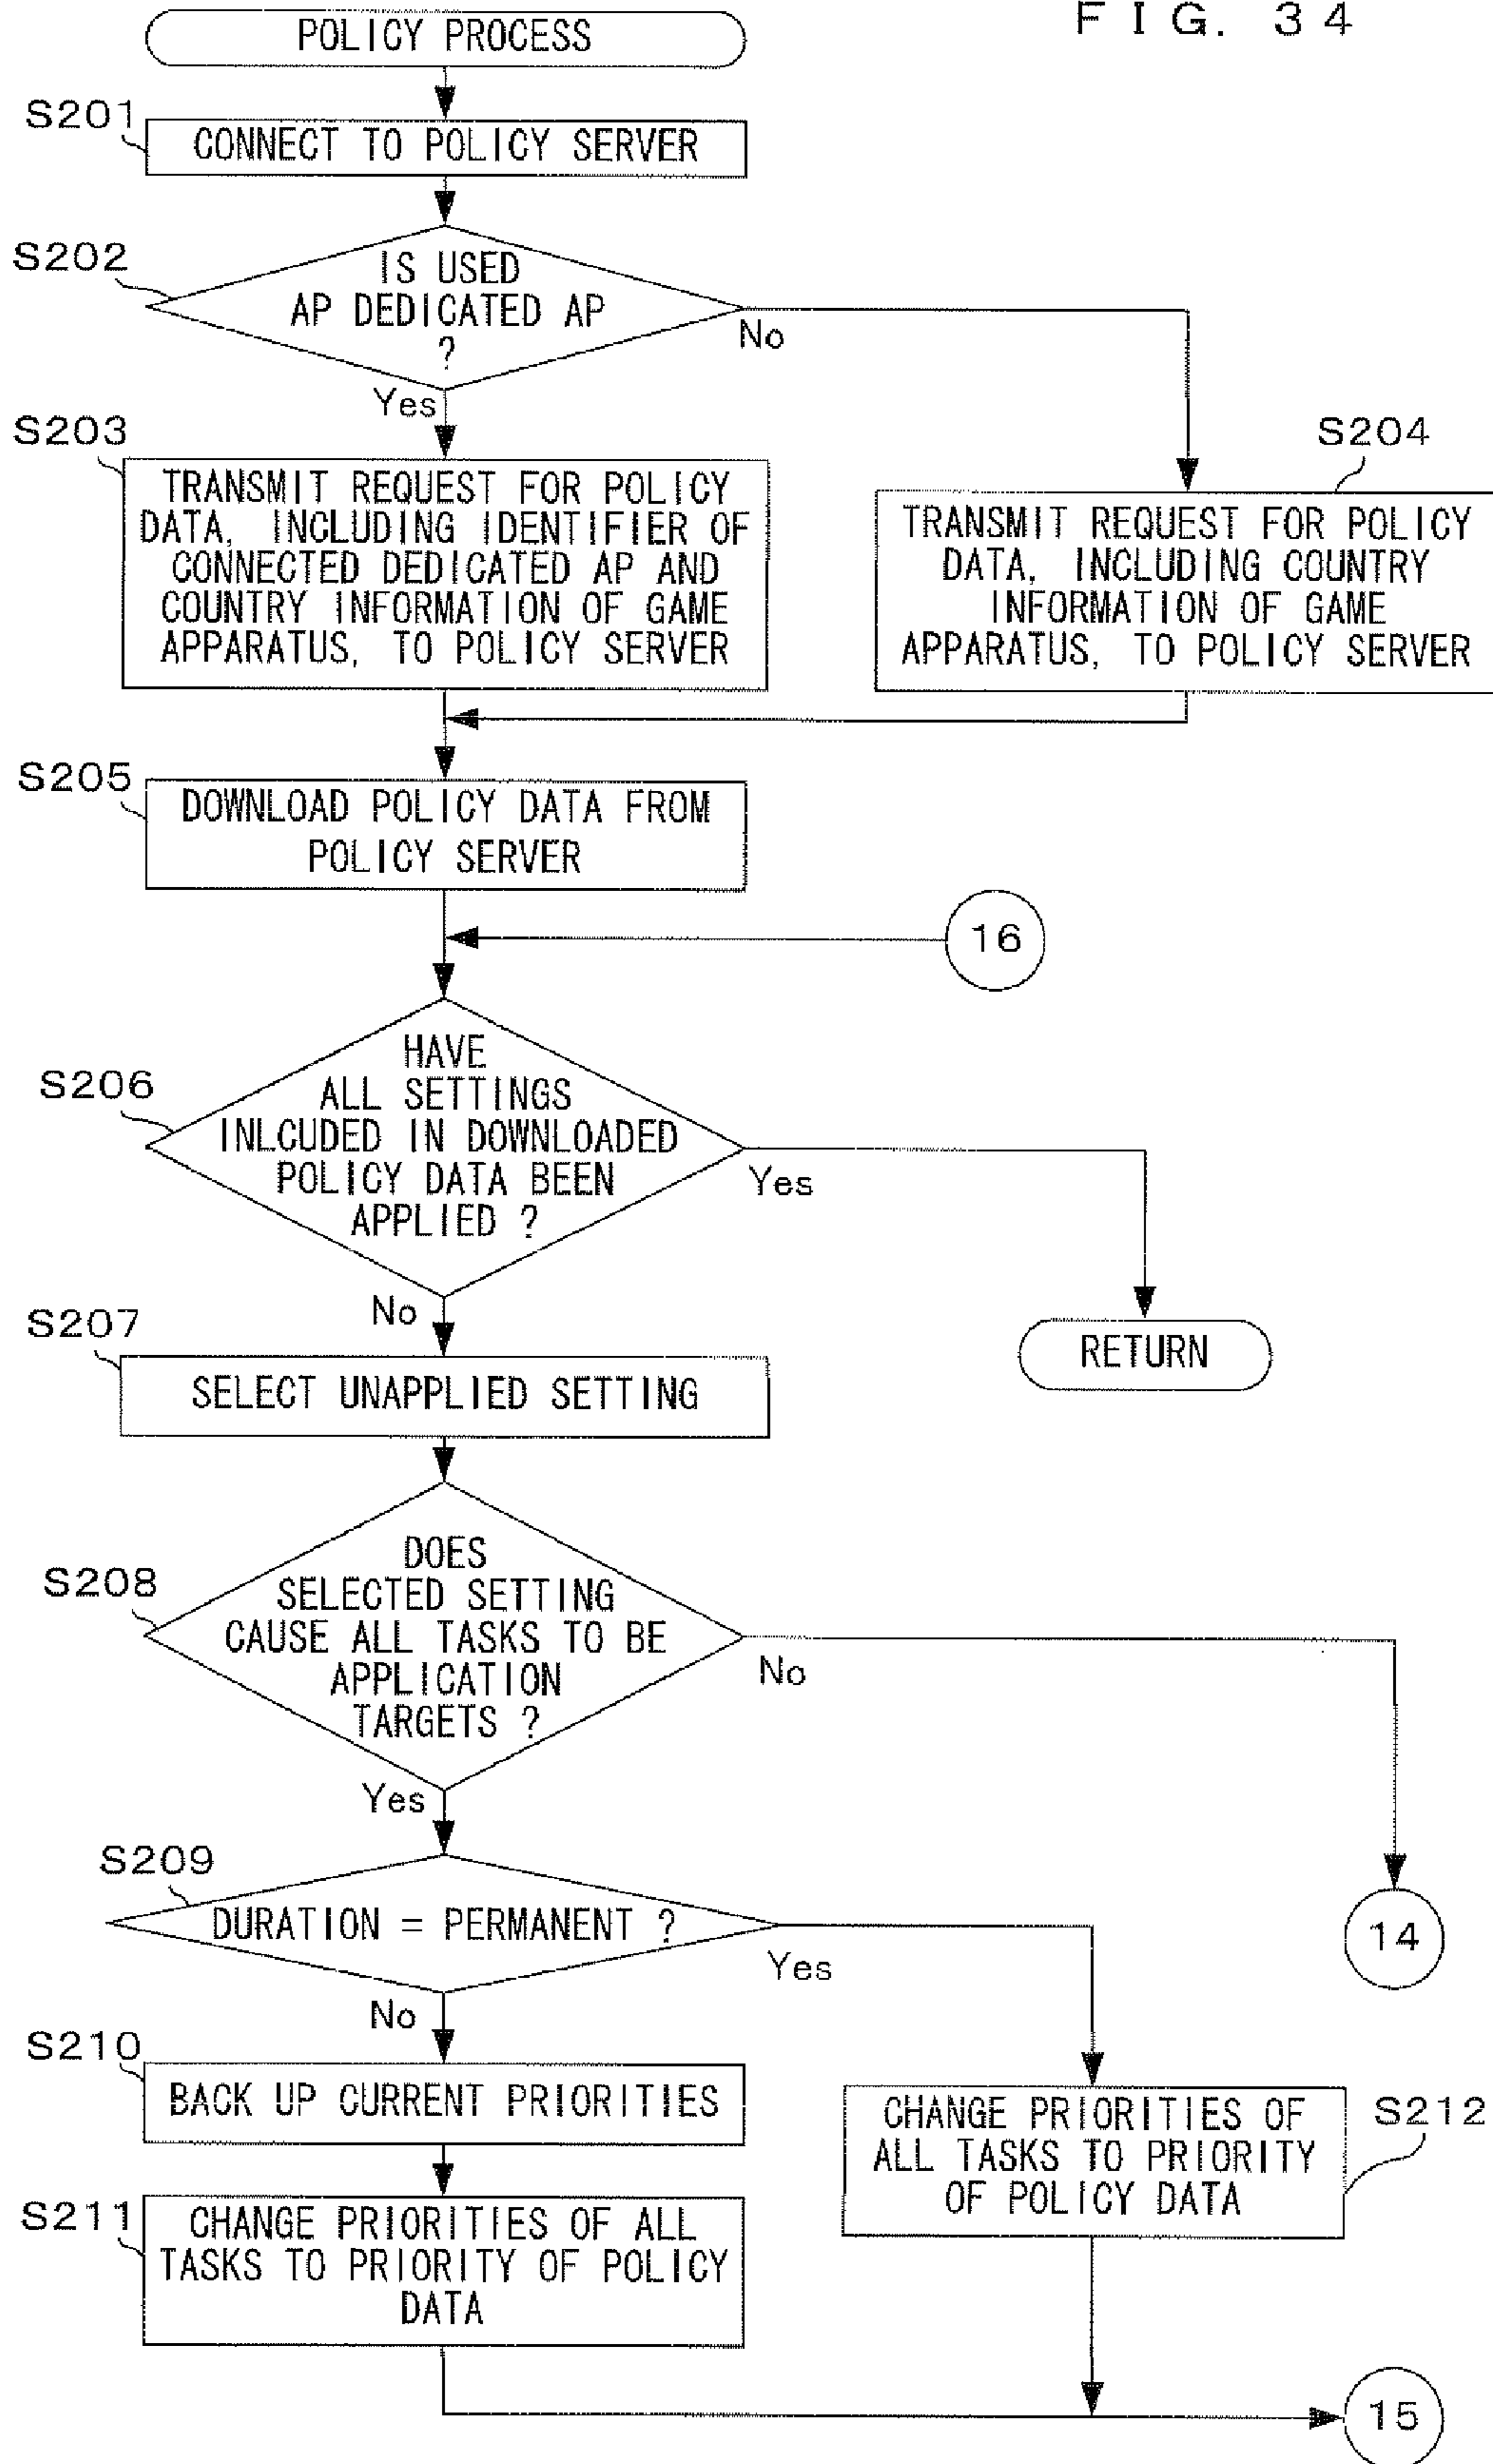 FIG. 34
POLICY PROCESS
S201
CONNECT TO POLICY SERVER
S202
IS USED
AP DEDICATED AP
?
No
Yes
S203
TRANSMIT REQUEST FOR POLICY
DATA, INCLUDING IDENTIFIER OF
CONNECTED DEDICATED AP AND
COUNTRY INFORMATION OF GAME
APPARATUS, TO POLICY SERVER
S204
TRANSMIT REQUEST FOR POLICY
DATA, INCLUDING COUNTRY
INFORMATION OF GAME
APPARATUS, TO POLICY SERVER
S205
DOWNLOAD POLICY DATA FROM
POLICY SERVER
16
S206
HAVE
ALL SETTINGS
INLCUDED IN DOWNLOADED
POLICY DATA BEEN
APPLIED ?
Yes
No
RETURN
S207
SELECT UNAPPLIED SETTING
S208
DOES
SELECTED SETTING
CAUSE ALL TASKS TO BE
APPLICATION
TARGETS ?
No
Yes
14
S209
DURATION = PERMANENT ?
Yes
No
S210
BACK UP CURRENT PRIORITIES
S211
CHANGE PRIORITIES OF ALL
TASKS TO PRIORITY OF POLICY
DATA
S212
CHANGE PRIORITIES OF
ALL TASKS TO PRIORITY
OF POLICY DATA
15